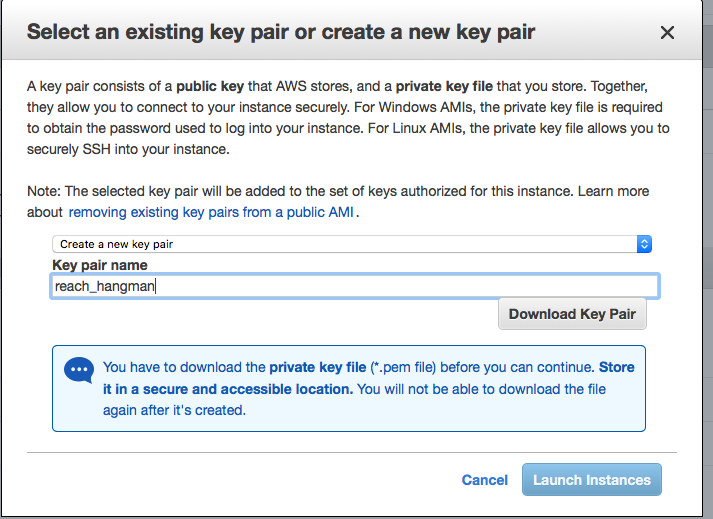 Select an existing key pair or create a new key pair
A key pair consists of a public key that AWS stores, and a private key file that you store. Together,
they allow you to connect to your instance securely. For Windows AMIs, the private key file is required
to obtain the password used to log into your instance. For Linux AMIs, the private key file allows you to
securely SSH into your instance.
Note: The selected key pair will be added to the set of keys authorized for this instance. Learn more
about removing existing key pairs from a public AMI .
Create a new key pair
Key pair name
reach_hangman
Download Key Pair
You have to download the private key file (*.pem file) before you can continue. Store
it in a secure and accessible location. You will not be able to download the file
again after it's created.
Cancel Launch Instances